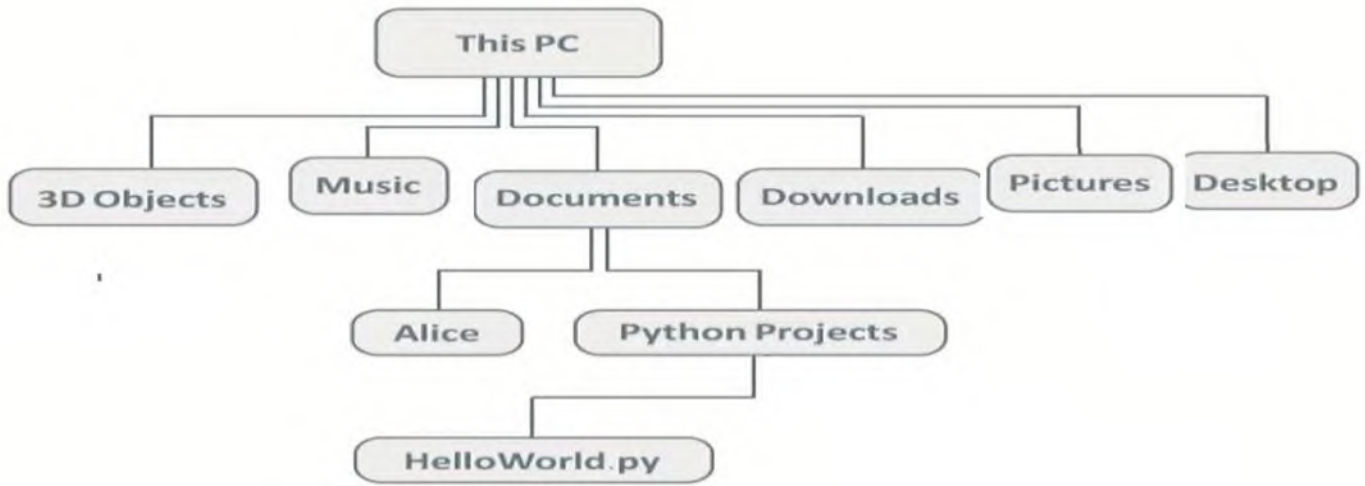 This PC
3D Objects
Music
Documents
Downloads
Pictures
Desktop
Alice
Python Projects
HelloWorld.py